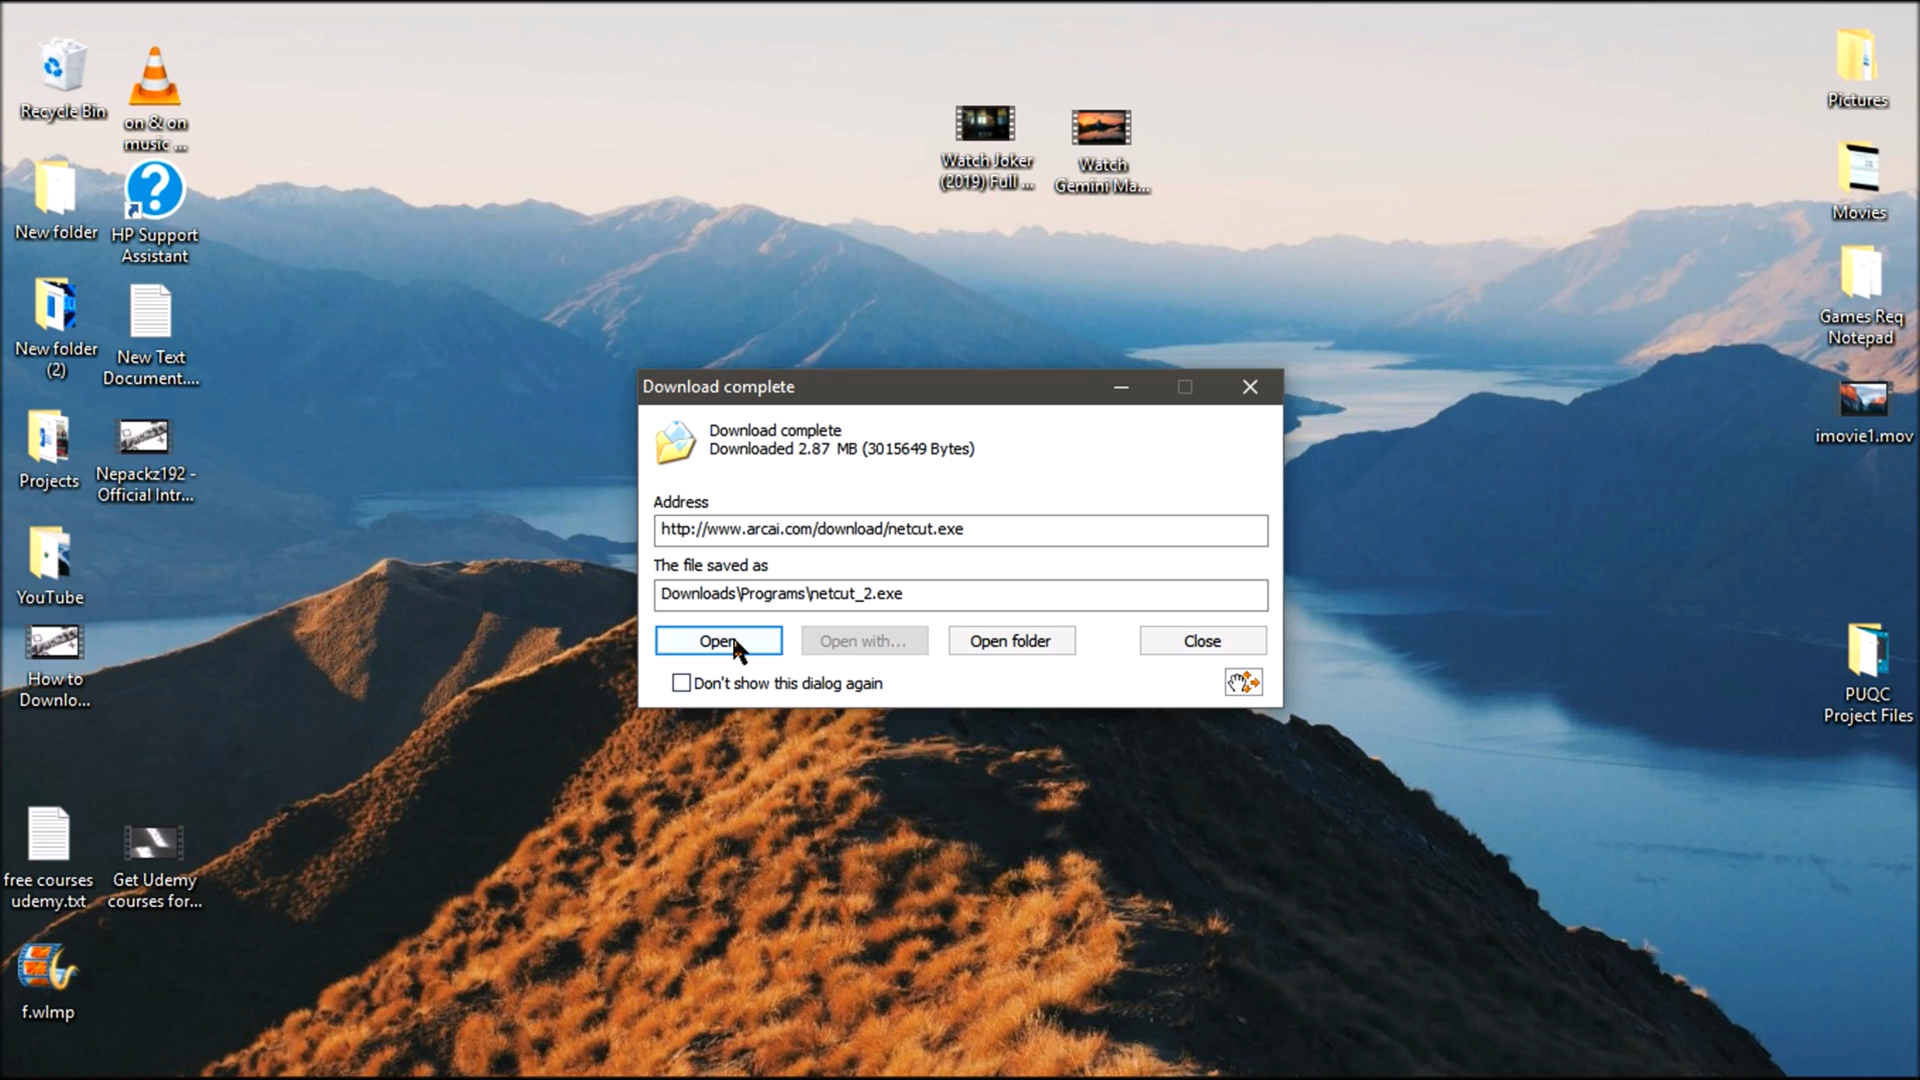 Recycle Bin
on & on
music ...
New folder
HP Support
Assistant
New folder
(2)
New Text
Document....
Projects
Nepackz192 -
Official Intr...
YouTube
How to
Downlo...
free courses
udemy.txt
Get Udemy
courses for...
f.wlmp
Watch Joker
(2019) Full ...
Watch
Gemini Ma...
Download complete
Download complete
Downloaded 2.87 MB (3015649 Bytes)
Address
http://www.arcai.com/download/netcut.exe
The file saved as
Downloads\Programs\netcut_2.exe
Open
Open with...
Open folder
Close
Don't show this dialog again
Pictures
Movies
Games Req
Notepad
imovie1.mov
PUQC
Project Files